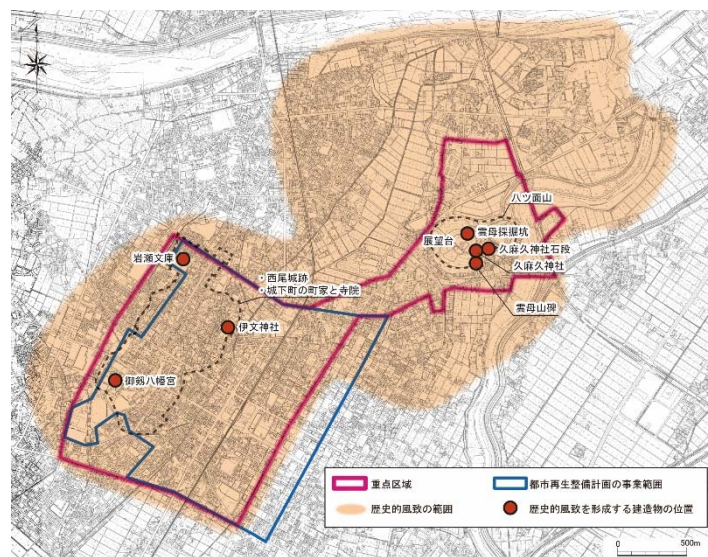 八ツ面山
雲母採掘坑
展望台
久麻久神社石段
久麻久神社
雲母山碑
岩瀬文庫
・西尾城跡
・城下町の町家と寺院
伊文神社
御剱八幡宮
重点区域
都市再生整備計画の事業範囲
歴史的風致の範囲
歴史的風致を形成する建造物の位置
0 500m